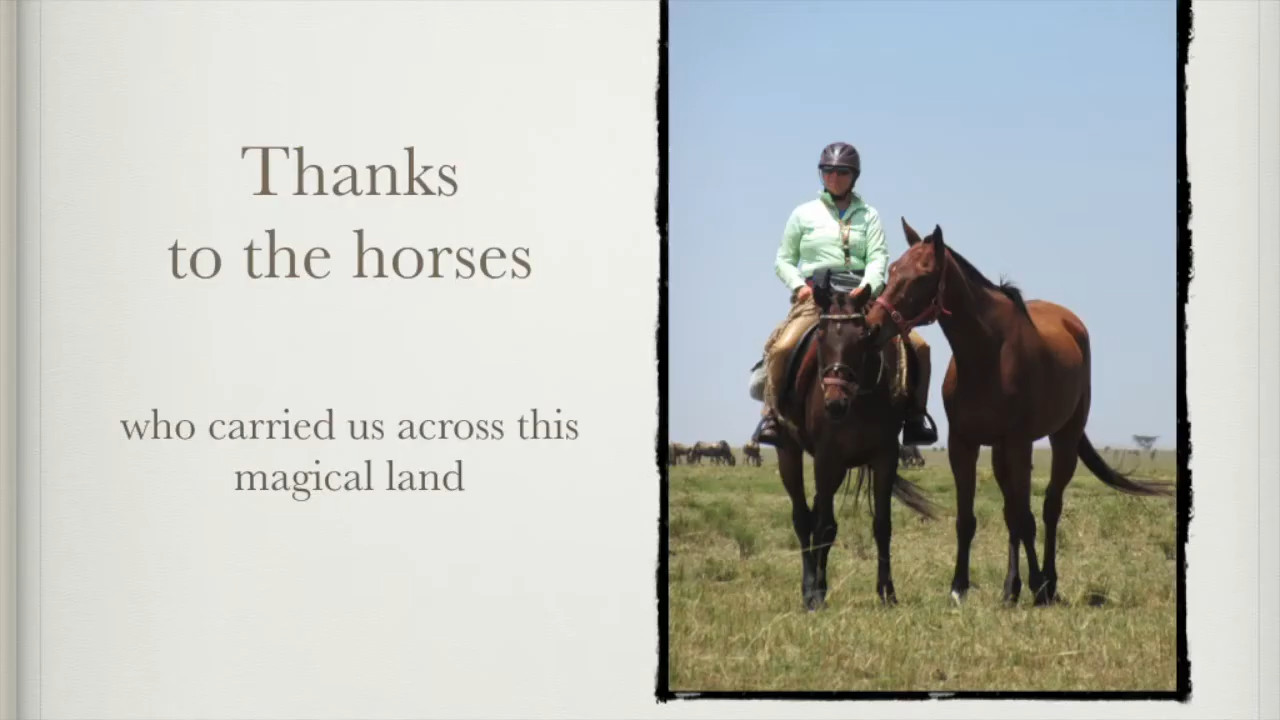 Thanks
to the horses
who carried us across this
magical land